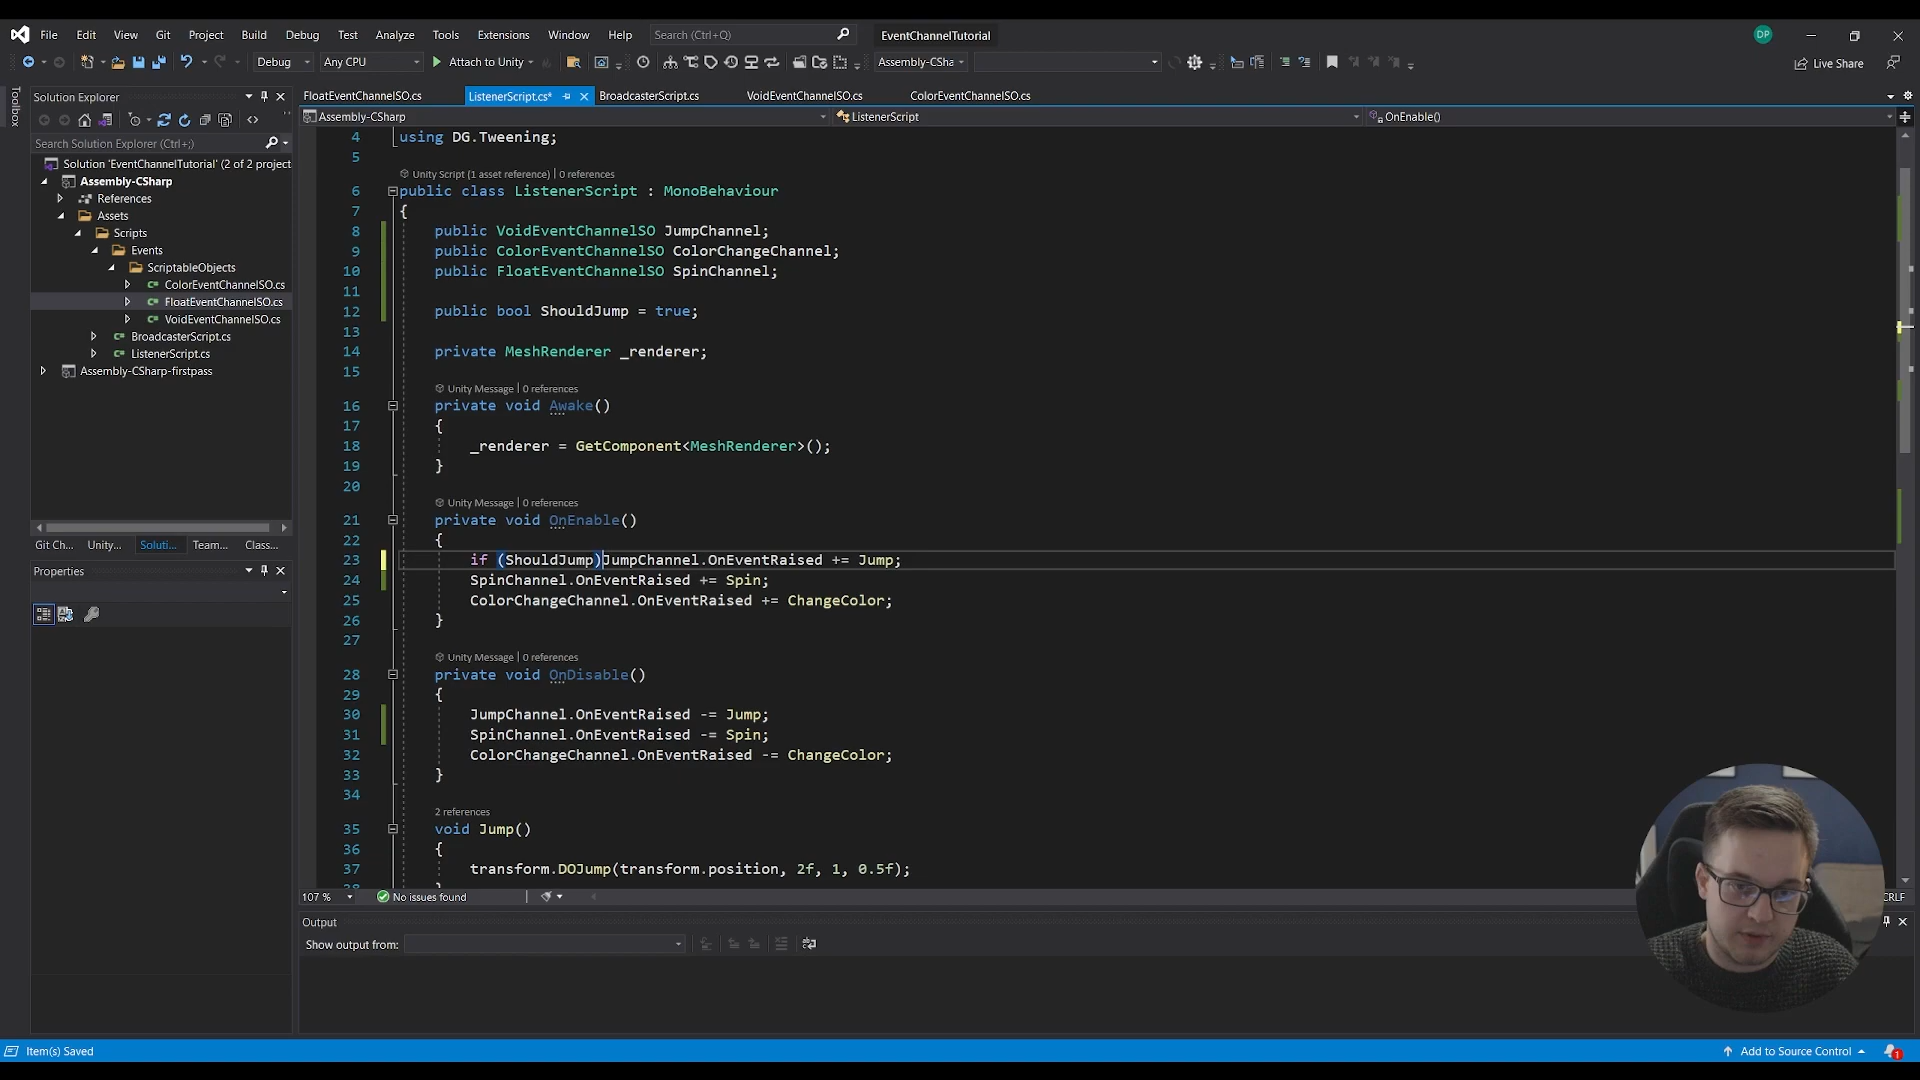 File Edit View Git Project Build Debug Test Analyze Tools Extensions Window Help Search (Ctrl+Q) EventChannelTutorial DP
Debug Any CPU Attach to Unity Assembly-CSha Live Share
Toolbox
Solution Explorer
Search Solution Explorer (Ctrl+;)
Solution 'EventChannelTutorial' (2 of 2 project
Assembly-CSharp
References
Assets
Scripts
Events
ScriptableObjects
ColorEventChannelSO.cs
FloatEventChannelSO.cs
VoidEventChannelSO.cs
BroadcasterScript.cs
ListenerScript.cs
Assembly-CSharp-firstpass
Git Ch... Unity... Soluti... Team... Class...
Properties
FloatEventChannelSO.cs ListenerScript.cs* BroadcasterScript.cs VoidEventChannelSO.cs ColorEventChannelSO.cs
Assembly-CSharp ListenerScript OnEnable()
4 using DG.Tweening;
5
Unity Script (1 asset reference) | 0 references
6 public class ListenerScript : MonoBehaviour
7 {
8 public VoidEventChannelSO JumpChannel;
9 public ColorEventChannelSO ColorChangeChannel;
10 public FloatEventChannelSO SpinChannel;
11
12 public bool ShouldJump = true;
13
14 private MeshRenderer _renderer;
15
Unity Message | 0 references
16 private void Awake()
17 {
18 _renderer = GetComponent<MeshRenderer>();
19 }
20
Unity Message | 0 references
21 private void OnEnable()
22 {
23 if (ShouldJump)JumpChannel.OnEventRaised += Jump;
24 SpinChannel.OnEventRaised += Spin;
25 ColorChangeChannel.OnEventRaised += ChangeColor;
26 }
27
Unity Message | 0 references
28 private void OnDisable()
29 {
30 JumpChannel.OnEventRaised -= Jump;
31 SpinChannel.OnEventRaised -= Spin;
32 ColorChangeChannel.OnEventRaised -= ChangeColor;
33 }
34
2 references
35 void Jump()
36 {
37 transform.DOJump(transform.position, 2f, 1, 0.5f);
107 % No issues found CRLF
Output
Show output from:
Item(s) Saved Add to Source Control 1